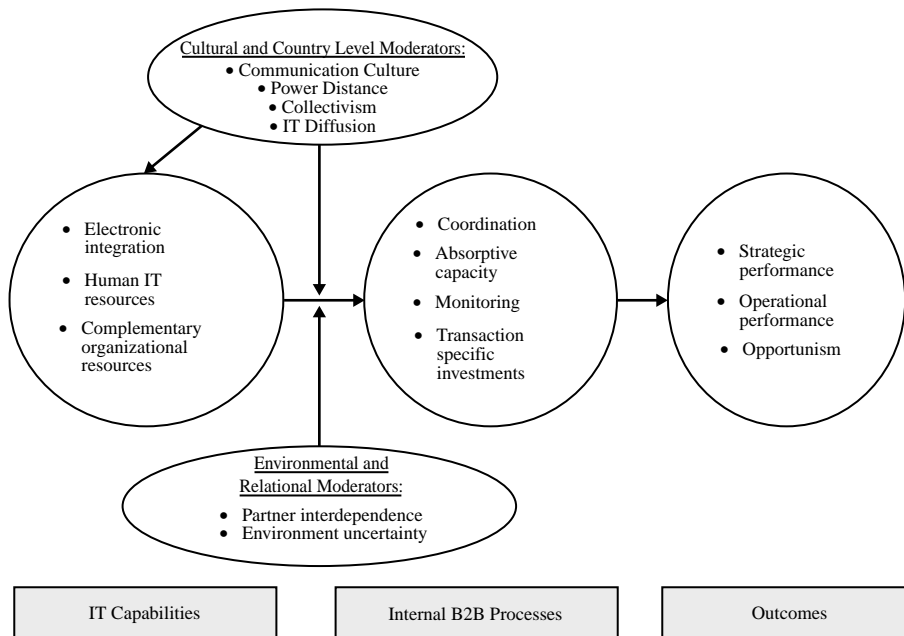 Cultural and Country Level Moderators:
• Communication Culture
• Power Distance
• Collectivism
• IT Diffusion
• Electronic
integration
• Human IT
resources
• Complementary
organizational
resources
• Coordination
• Absorptive
capacity
• Monitoring
• Transaction
specific
investments
• Strategic
performance
• Operational
performance
• Opportunism
Environmental and
Relational Moderators:
• Partner interdependence
• Environment uncertainty
IT Capabilities
Internal B2B Processes
Outcomes